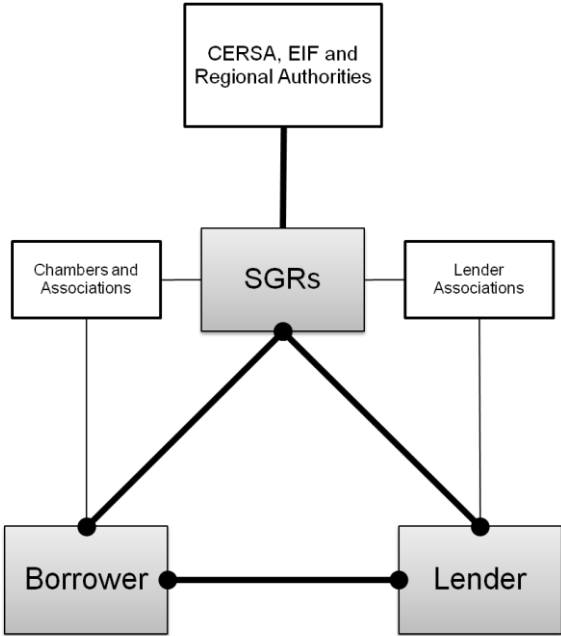 CERSA, EIF and
Regional Authorities
Chambers and
Associations
SGRs
Lender
Associations
Borrower
Lender